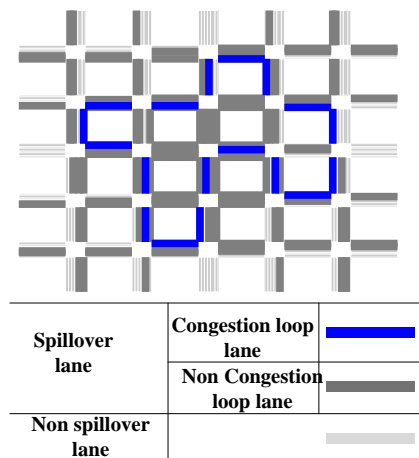 Spillover
lane
Congestion loop
lane
Non Congestion
loop lane
Non spillover
lane